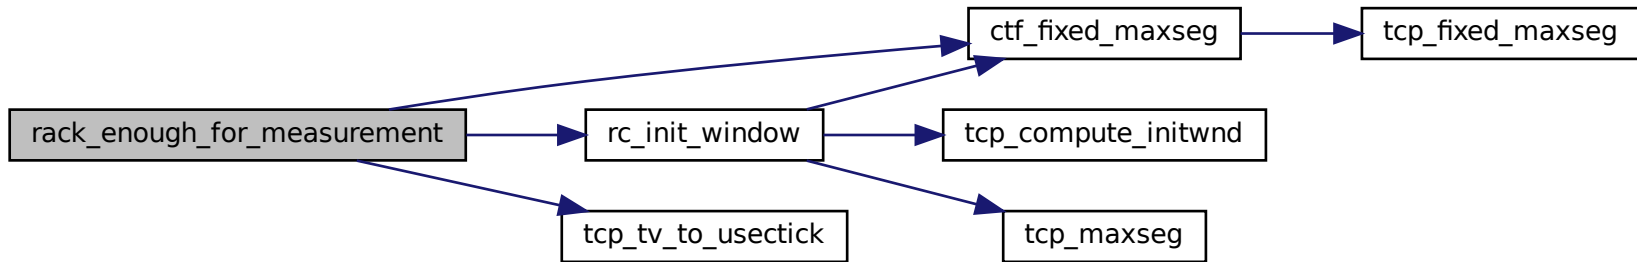 ctf_fixed_maxseg
tcp_fixed_maxseg
rack_enough_for_measurement
rc_init_window
tcp_compute_initwnd
tcp_tv_to_usectick
tcp_maxseg